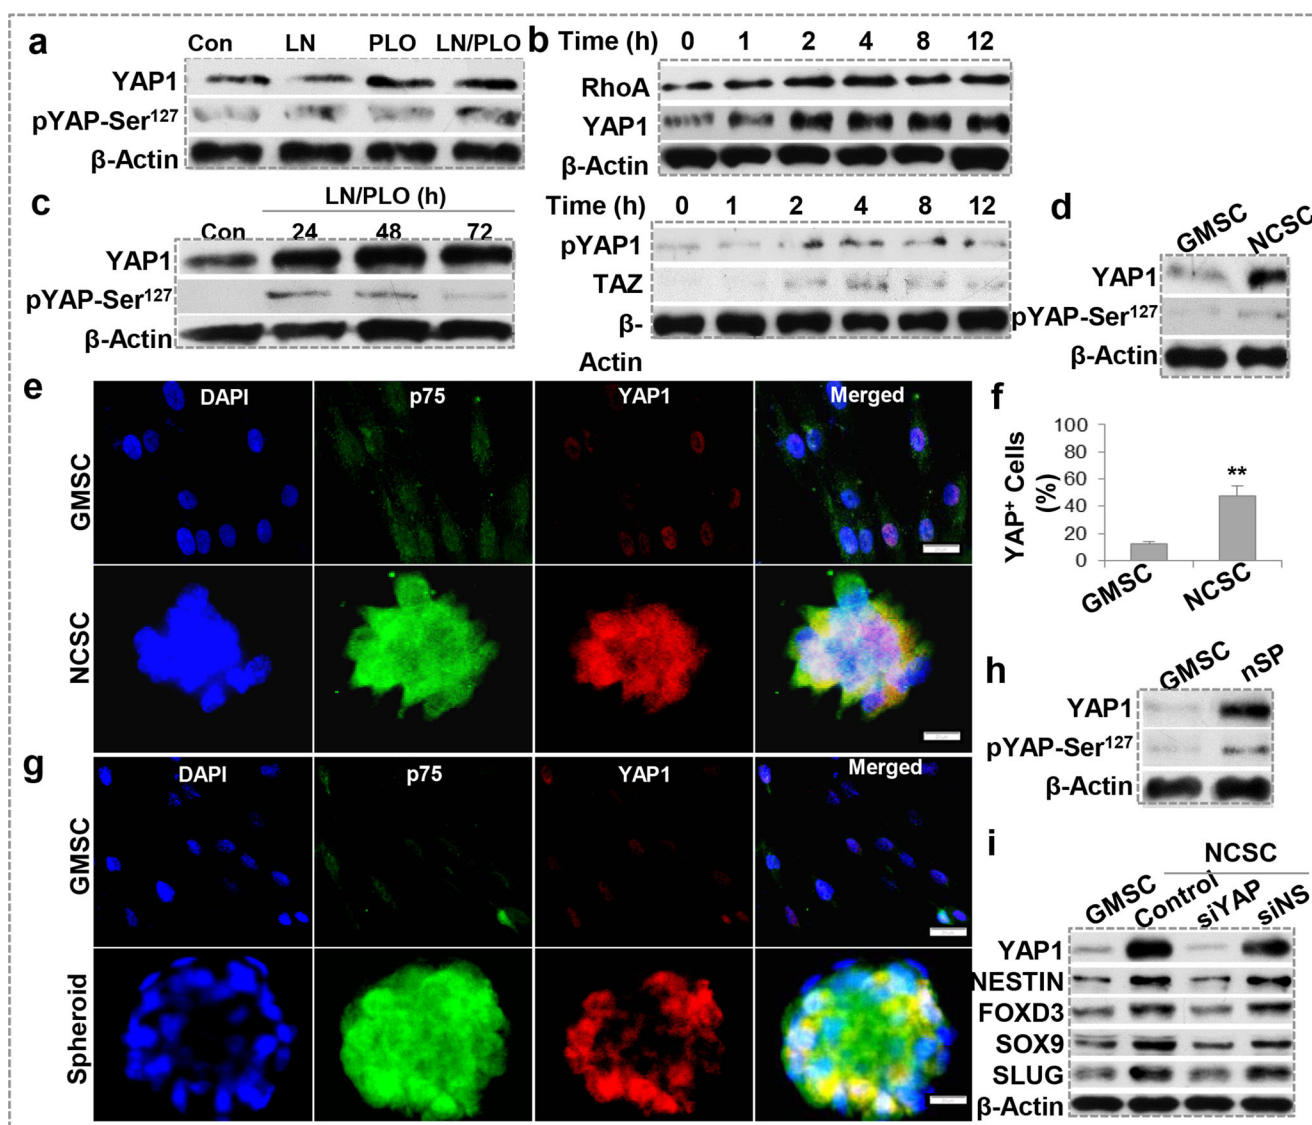 a
Con LN PLO LN/PLO
YAP1
pYAP-Ser127
β-Actin
b
Time (h) 0 1 2 4 8 12
RhoA
YAP1
β-Actin
Time (h) 0 1 2 4 8 12
pYAP1
TAZ
β-
Actin
c
LN/PLO (h)
Con 24 48 72
YAP1
pYAP-Ser127
β-Actin
d
GMSC NCSC
YAP1
pYAP-Ser127
β-Actin
e
DAPI p75 YAP1 Merged
GMSC
NCSC
f
YAP+ Cells
(%)
100
80
60
40
20
0
**
GMSC NCSC
g
DAPI p75 YAP1 Merged
GMSC
Spheroid
h
GMSC nSP
YAP1
pYAP-Ser127
β-Actin
i
NCSC
GMSC Control siYAP siNS
YAP1
NESTIN
FOXD3
SOX9
SLUG
β-Actin